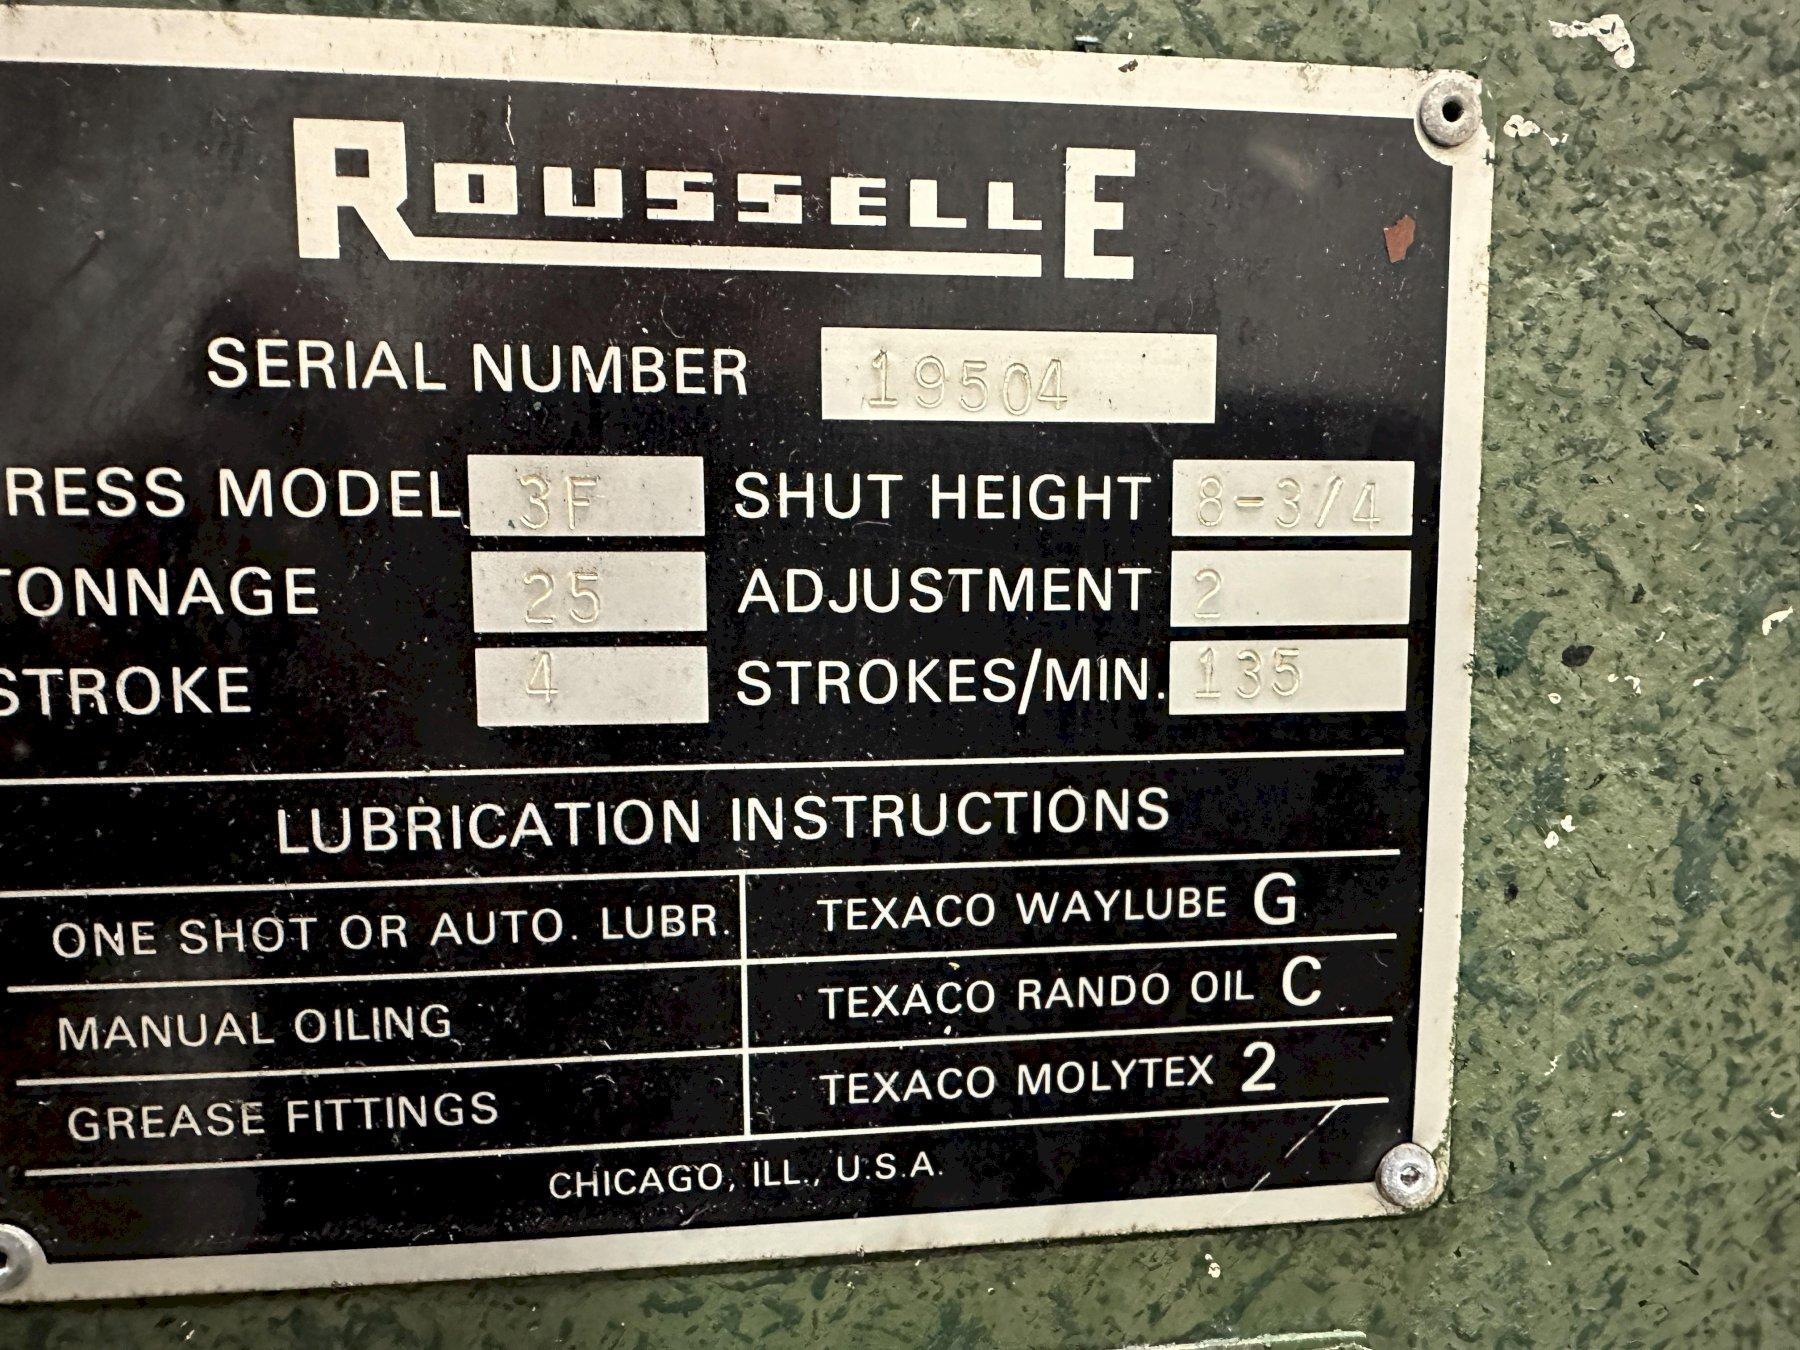 ROUSSELLE
SERIAL NUMBER 19504
RESS MODEL 3F SHUT HEIGHT 8-3/4
TONNAGE 25 ADJUSTMENT 2
STROKE 4 STROKES/MIN. 135
LUBRICATION INSTRUCTIONS
ONE SHOT OR AUTO. LUBR. TEXACO WAYLUBE G
MANUAL OILING TEXACO RANDO OIL C
GREASE FITTINGS TEXACO MOLYTEX 2
CHICAGO, ILL., U.S.A.